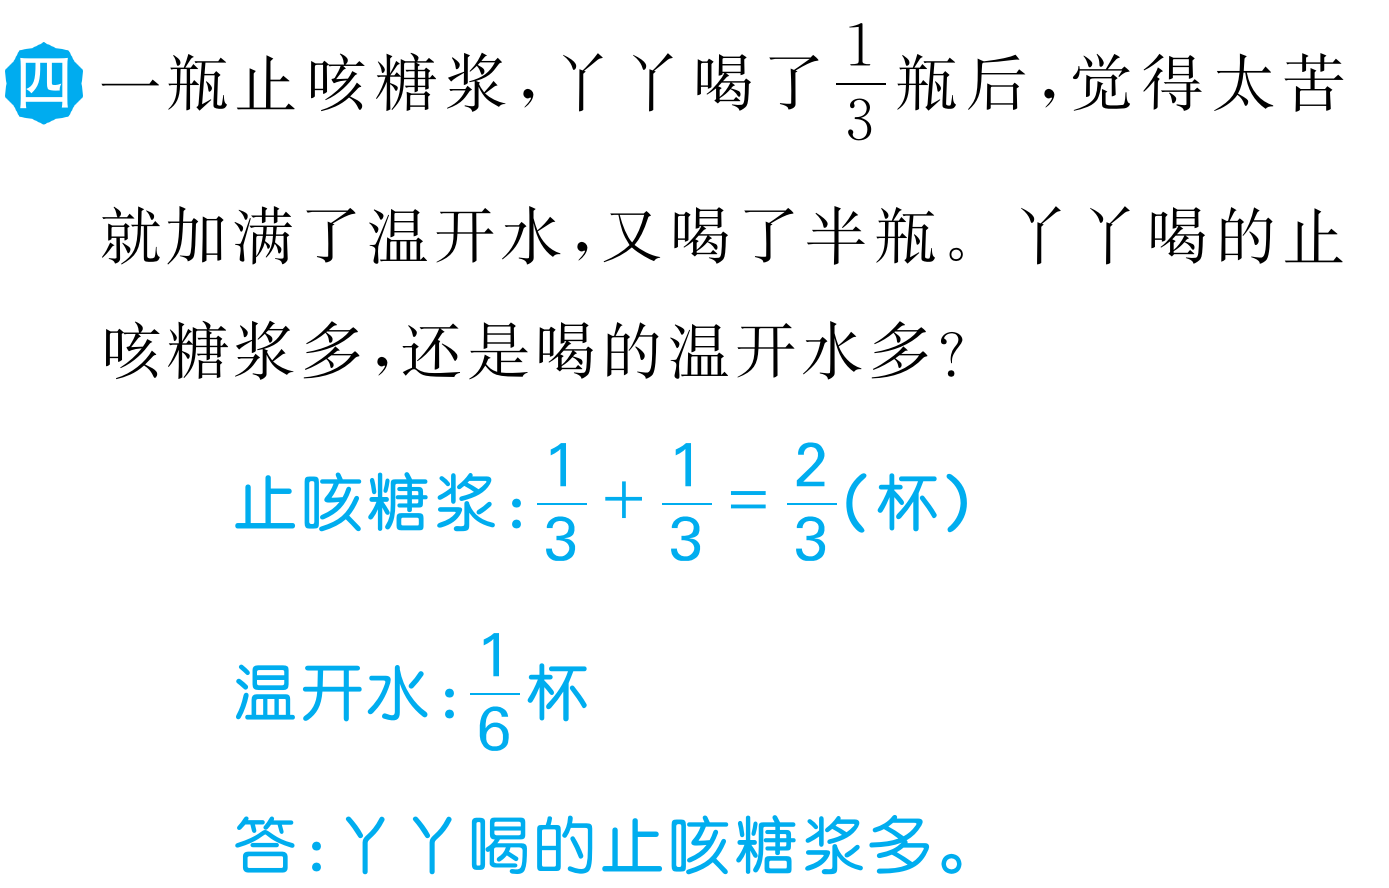 四 一瓶止咳糖浆,丫丫喝了1/3瓶后,觉得太苦
就加满了温开水,又喝了半瓶。丫丫喝的止
咳糖浆多,还是喝的温开水多?
止咳糖浆:1/3+1/3=2/3(杯)
温开水:1/6杯
答:丫丫喝的止咳糖浆多。